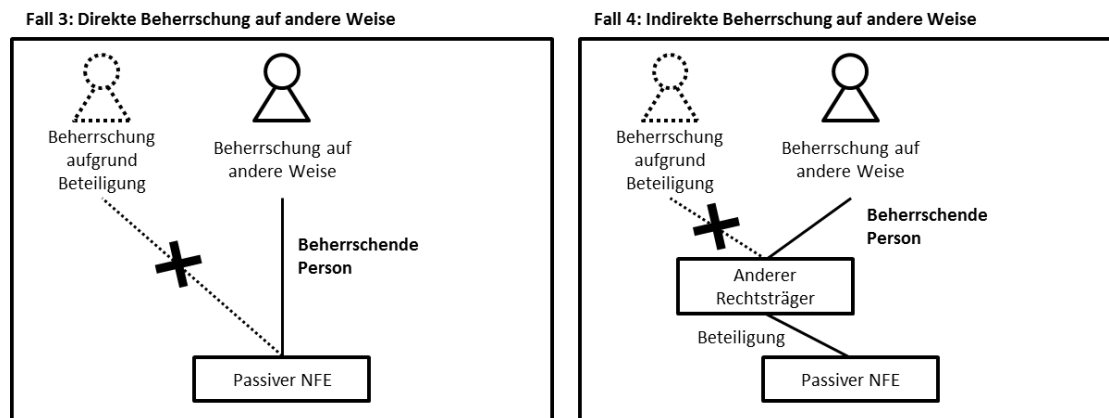 Fall 3: Direkte Beherrschung auf andere Weise
Beherrschung
aufgrund
Beteiligung
Beherrschung auf
andere Weise
Beherrschende
Person
Passiver NFE
Fall 4: Indirekte Beherrschung auf andere Weise
Beherrschung
aufgrund
Beteiligung
Beherrschung auf
andere Weise
Beherrschende
Person
Anderer
Rechtsträger
Beteiligung
Passiver NFE